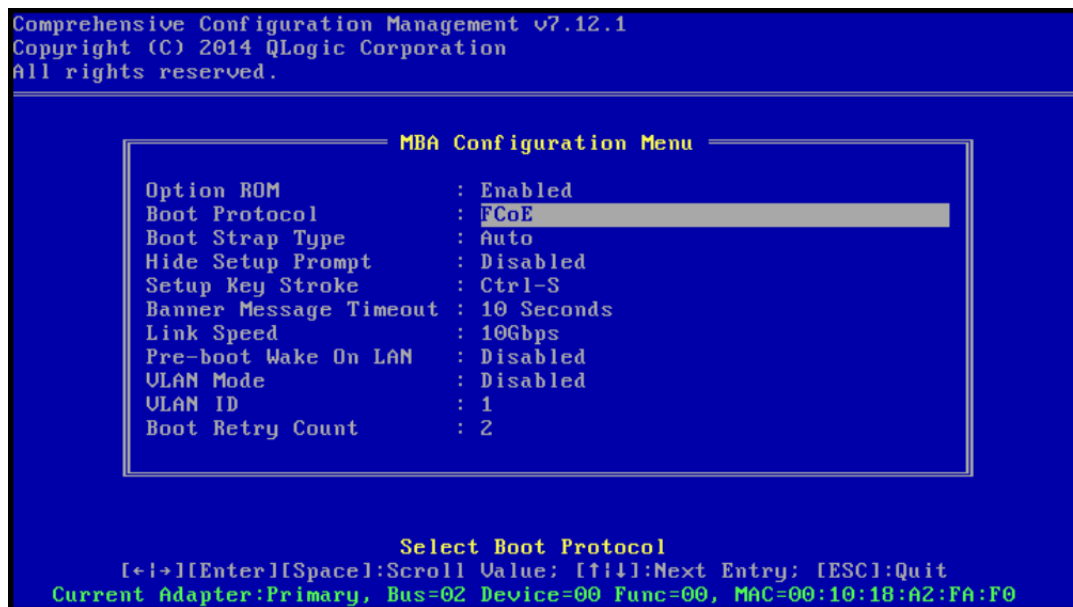 Comprehensive Configuration Management v7.12.1
Copyright (C) 2014 QLogic Corporation
All rights reserved.
MBA Configuration Menu
Option ROM : Enabled
Boot Protocol : FCoE
Boot Strap Type : Auto
Hide Setup Prompt : Disabled
Setup Key Stroke : Ctrl-S
Banner Message Timeout : 10 Seconds
Link Speed : 10Gbps
Pre-boot Wake On LAN : Disabled
VLAN Mode : Disabled
VLAN ID : 1
Boot Retry Count : 2
Select Boot Protocol
[←|→][Enter][Space]:Scroll Value; [↑|↓]:Next Entry; [ESC]:Quit
Current Adapter:Primary, Bus=02 Device=00 Func=00, MAC=00:10:18:A2:FA:F0